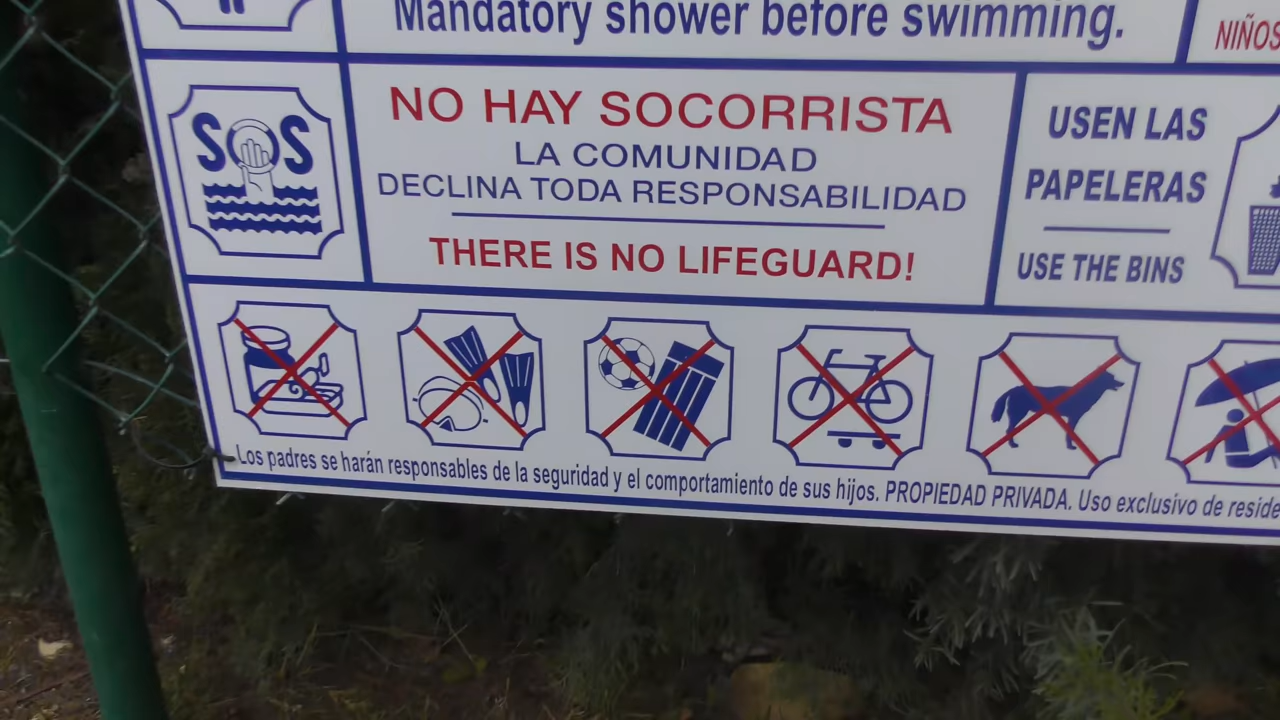 Mandatory shower before swimming.
NIÑOS
SOS
NO HAY SOCORRISTA
LA COMUNIDAD
DECLINA TODA RESPONSABILIDAD
THERE IS NO LIFEGUARD!
USEN LAS
PAPELERAS
USE THE BINS
Los padres se harán responsables de la seguridad y el comportamiento de sus hijos. PROPIEDAD PRIVADA. Uso exclusivo de reside